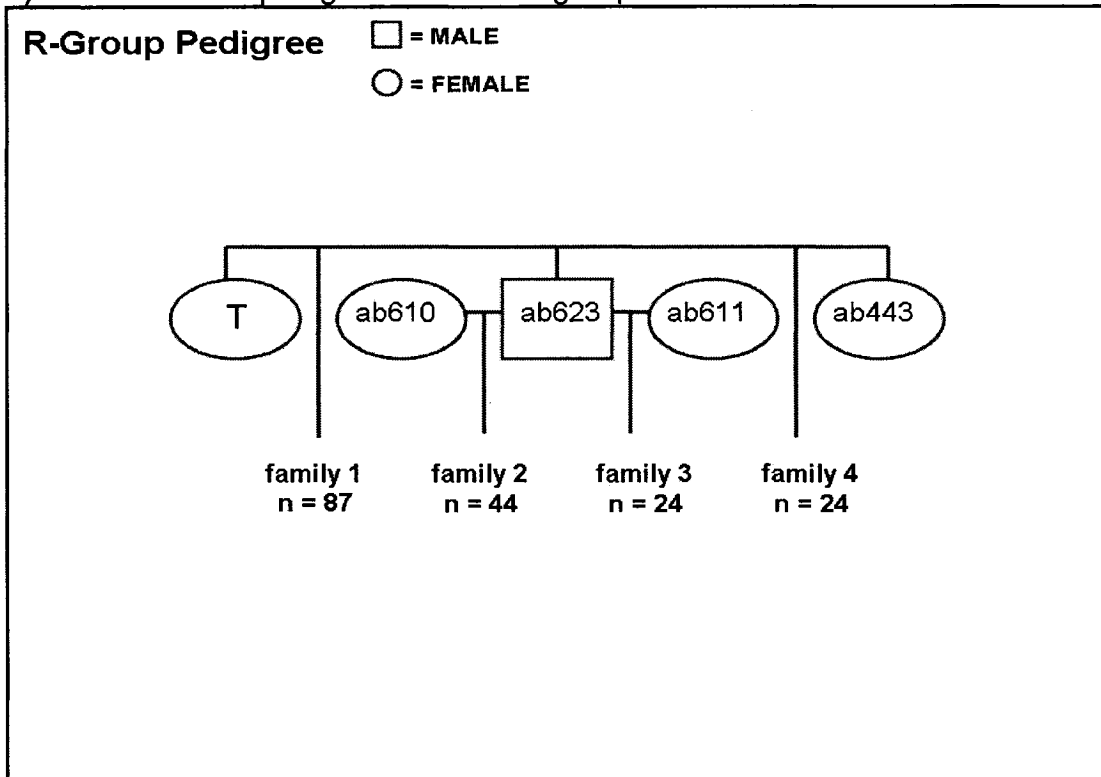 R-Group Pedigree
= MALE
= FEMALE
T
ab610
ab623
ab611
ab443
family 1
n = 87
family 2
n = 44
family 3
n = 24
family 4
n = 24